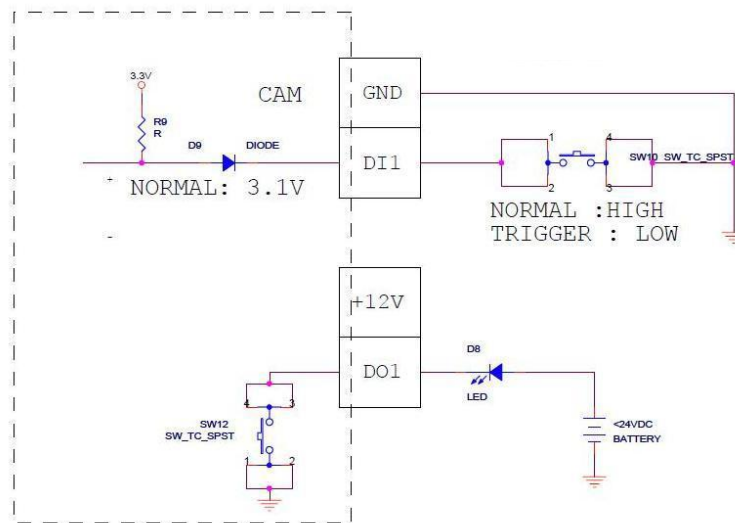 3.3V
R9
R
CAM
GND
D9
DIODE
DI1
+
-
NORMAL: 3.1V
1
4
2
3
SW10 SW_TC_SPST
NORMAL :HIGH
TRIGGER : LOW
+12V
DO1
D8
LED
4
3
SW12
SW_TC_SPST
1
2
<24VDC
BATTERY